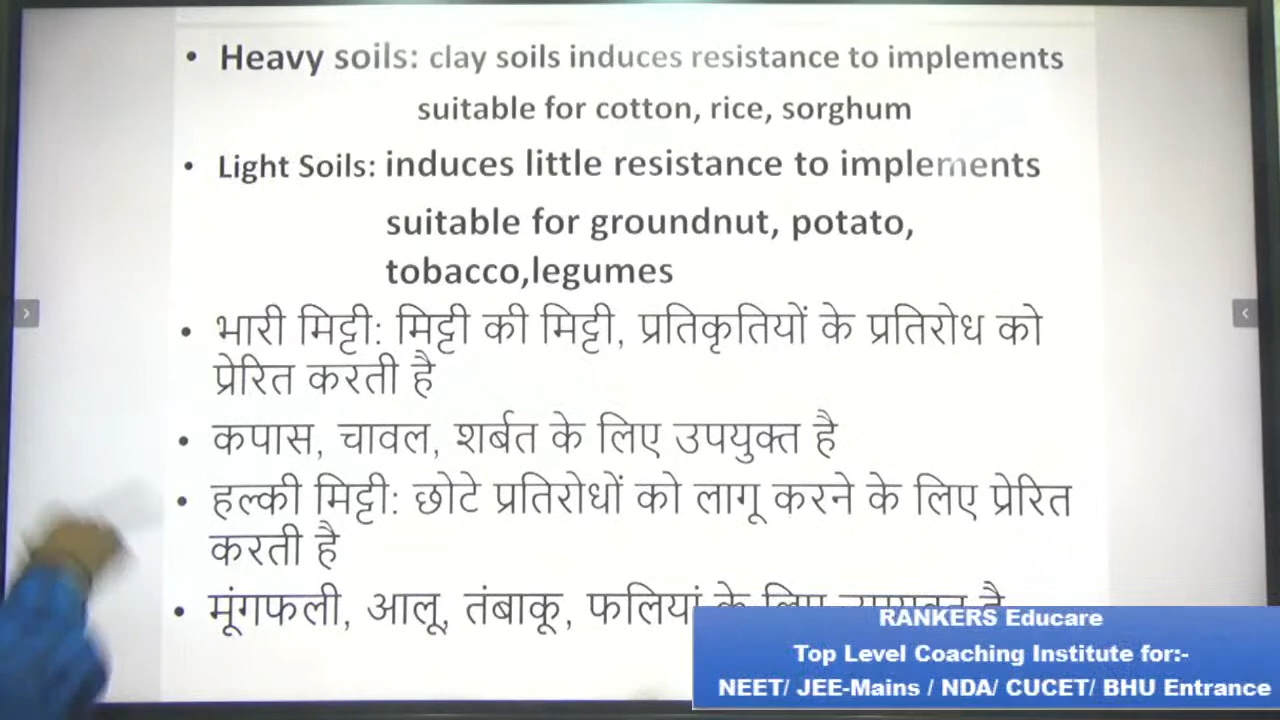 • Heavy soils: clay soils induces resistance to implements
suitable for cotton, rice, sorghum
• Light Soils: induces little resistance to implements
suitable for groundnut, potato,
tobacco,legumes
• भारी मिट्टी: मिट्टी की मिट्टी, प्रतिकृतियों के प्रतिरोध को
प्रेरित करती है
• कपास, चावल, शर्बत के लिए उपयुक्त है
• हल्की मिट्टी: छोटे प्रतिरोधों को लागू करने के लिए प्रेरित
करती है
• मूंगफली, आलू, तंबाकू, फलियां के लिए उपयुक्त है
RANKERS Educare
Top Level Coaching Institute for:-
NEET/ JEE-Mains / NDA/ CUCET/ BHU Entrance